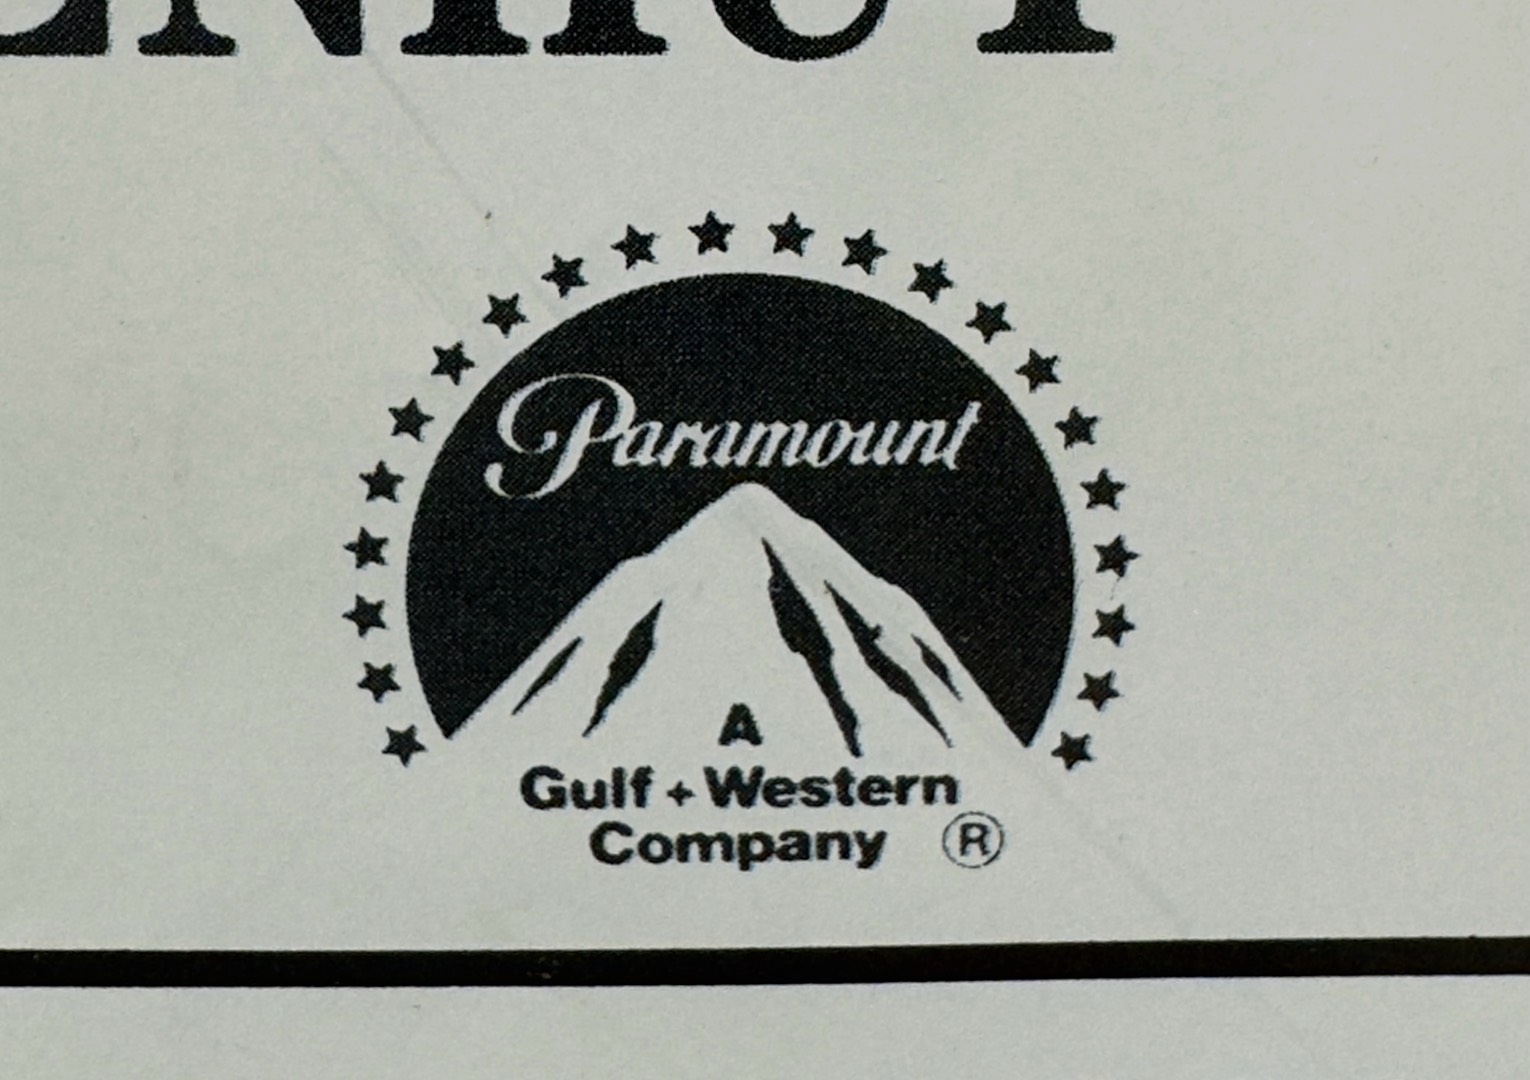 Paramount
A
Gulf + Western
Company ®